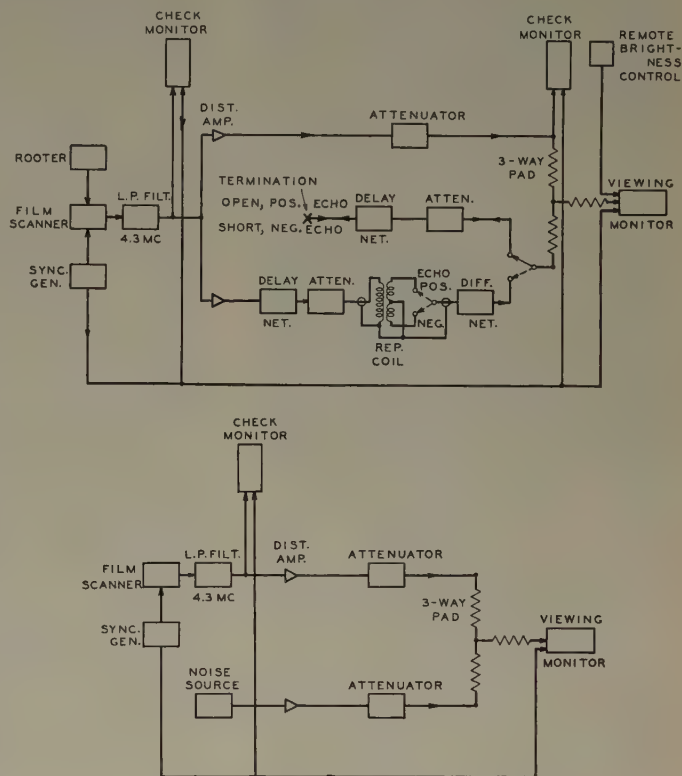 CHECK
MONITOR
CHECK
MONITOR
REMOTE
BRIGHT-
NESS
CONTROL
DIST.
AMP.
ATTENUATOR
ROOTER
3-WAY
PAD
L.P. FILT.
TERMINATION
OPEN, POS. ECHO
SHORT, NEG. ECHO
DELAY
NET.
ATTEN.
VIEWING
MONITOR
FILM
SCANNER
4.3 MC
SYNC.
GEN.
DELAY
NET.
ATTEN.
ECHO
POS.
NEG.
DIFF.
NET.
REP.
COIL
CHECK
MONITOR
L.P. FILT.
DIST.
AMP.
ATTENUATOR
FILM
SCANNER
4.3 MC
3-WAY
PAD
VIEWING
MONITOR
SYNC.
GEN.
NOISE
SOURCE
ATTENUATOR